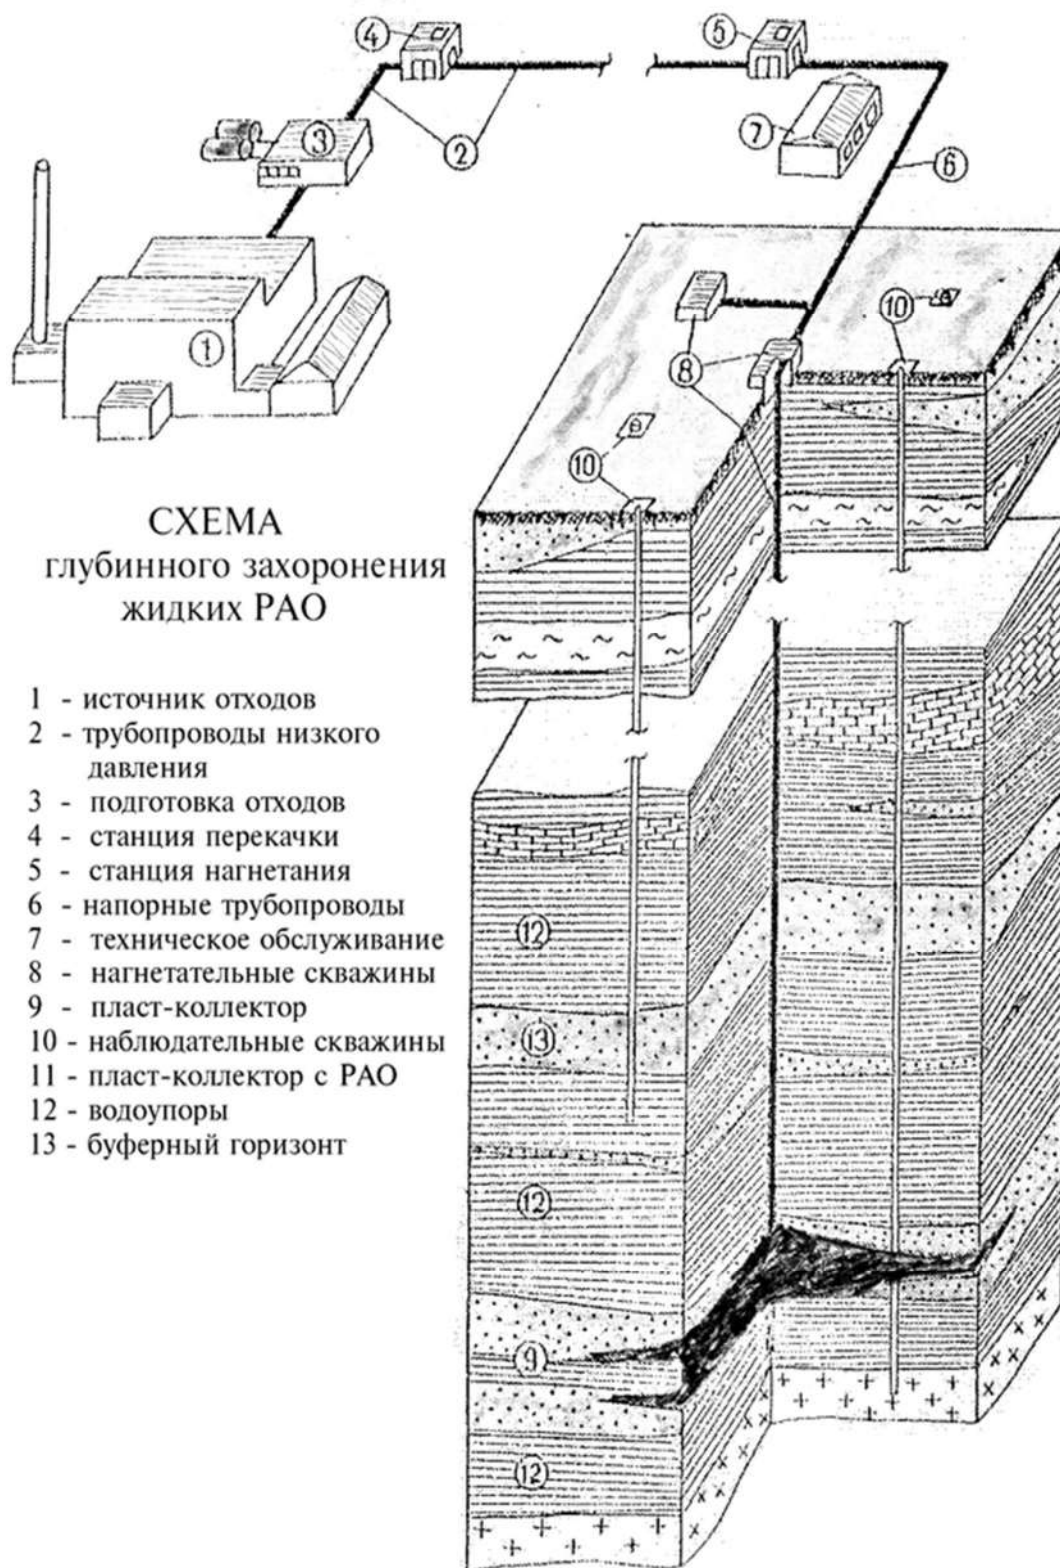 4
5
3
2
7
6
1
10
8
10
СХЕМА
глубинного захоронения
жидких РАО
1 - источник отходов
2 - трубопроводы низкого
давления
3 - подготовка отходов
4 - станция перекачки
5 - станция нагнетания
6 - напорные трубопроводы
7 - техническое обслуживание
8 - нагнетательные скважины
9 - пласт-коллектор
10 - наблюдательные скважины
11 - пласт-коллектор с РАО
12 - водоупоры
13 - буферный горизонт
12
13
12
9
12